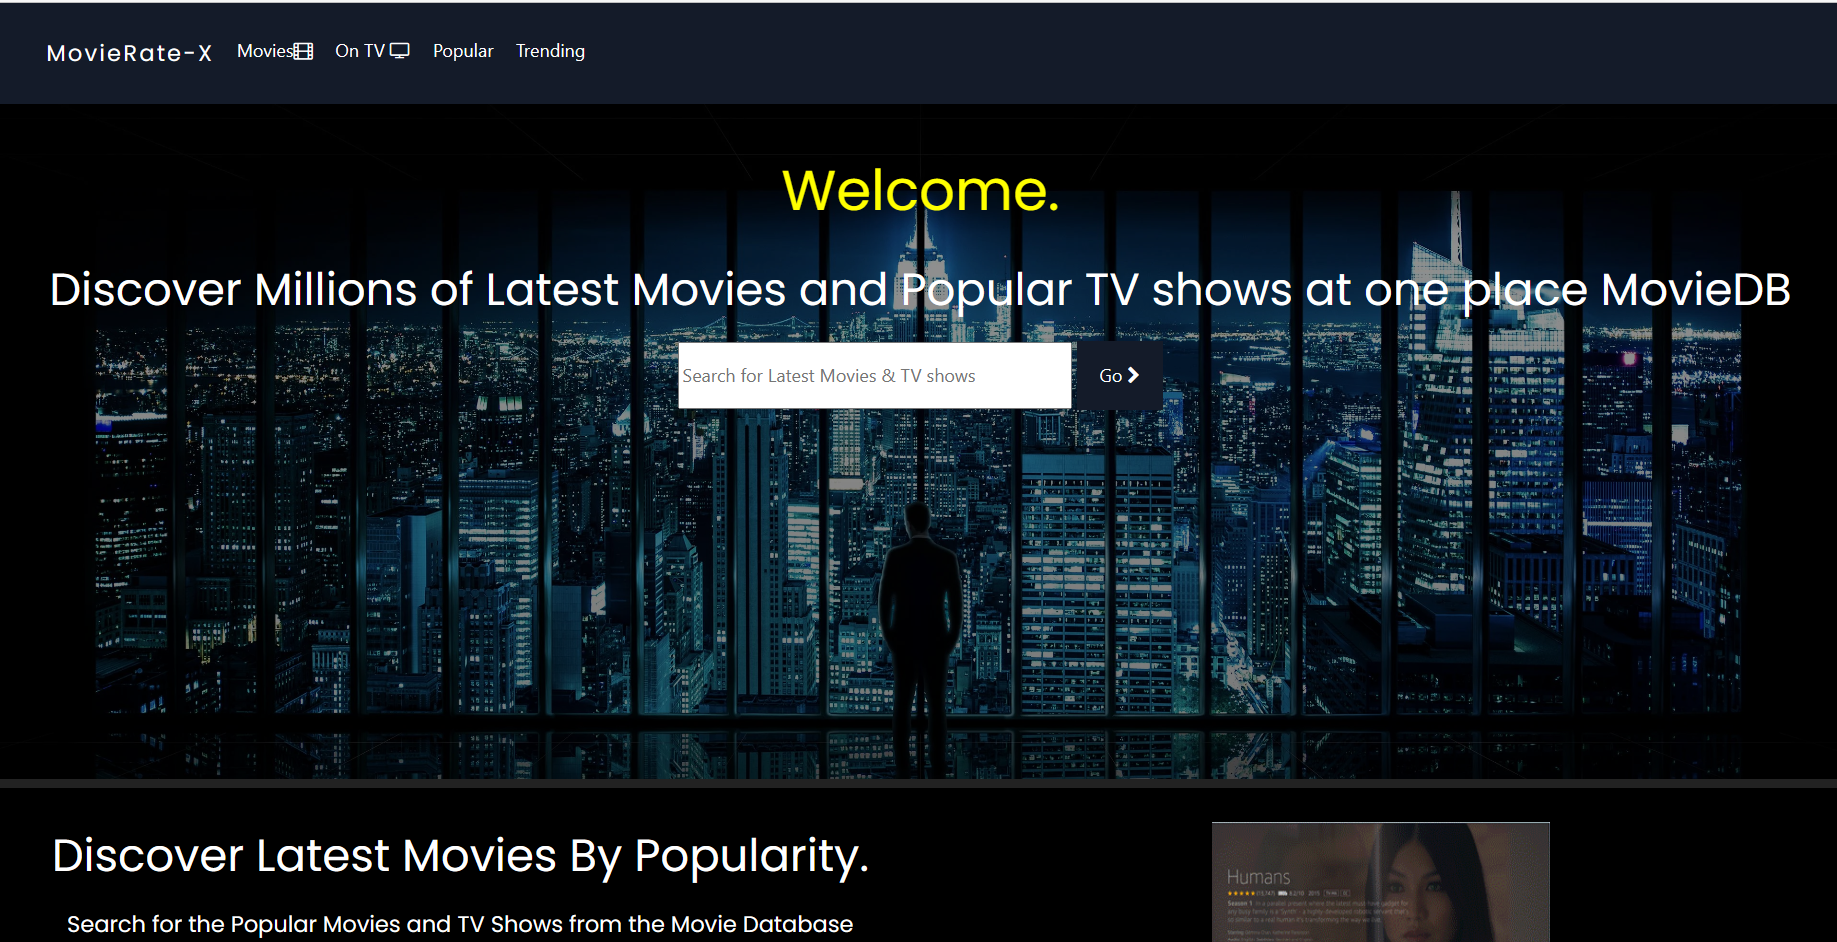 MovieRate-X Movies On TV Popular Trending
Welcome.
Discover Millions of Latest Movies and Popular TV shows at one place MovieDB
Search for Latest Movies & TV shows Go
Discover Latest Movies By Popularity.
Search for the Popular Movies and TV Shows from the Movie Database
Humans
Season 1